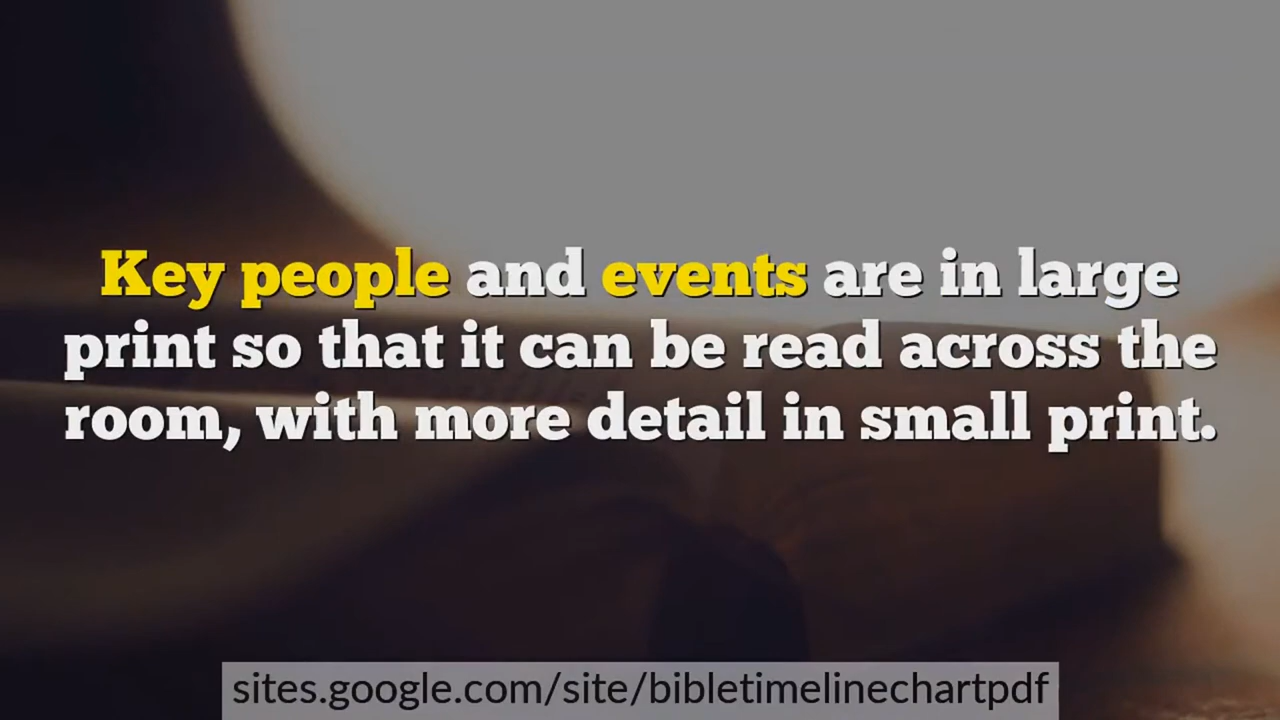 Key people and events are in large
print so that it can be read across the
room, with more detail in small print.
sites.google.com/site/bibletimelinechartpdf